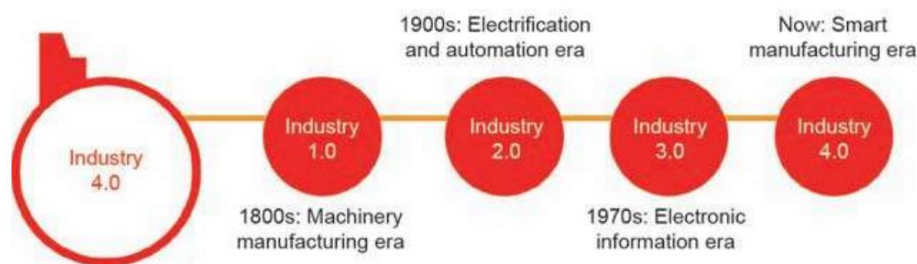 Industry
4.0
Industry
1.0
1800s: Machinery
manufacturing era
1900s: Electrification
and automation era
Industry
2.0
Industry
3.0
1970s: Electronic
information era
Now: Smart
manufacturing era
Industry
4.0